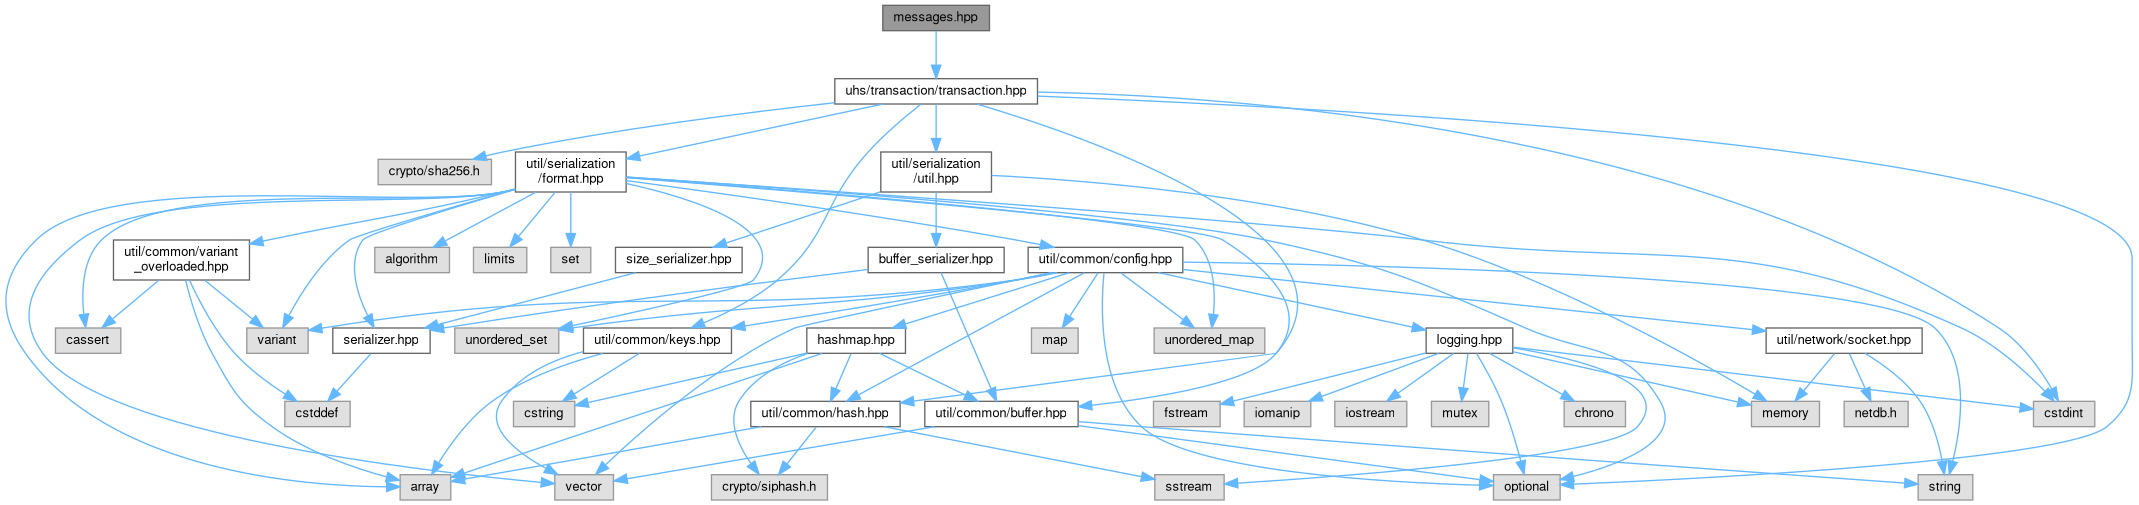 messages.hpp
uhs/transaction/transaction.hpp
crypto/sha256.h
util/serialization
/format.hpp
util/serialization
/util.hpp
util/common/variant
_overloaded.hpp
algorithm
limits
set
size_serializer.hpp
buffer_serializer.hpp
util/common/config.hpp
cassert
variant
serializer.hpp
unordered_set
util/common/keys.hpp
hashmap.hpp
map
unordered_map
logging.hpp
util/network/socket.hpp
cstddef
cstring
util/common/hash.hpp
util/common/buffer.hpp
fstream
iomanip
iostream
mutex
chrono
memory
netdb.h
cstdint
array
vector
crypto/siphash.h
sstream
optional
string